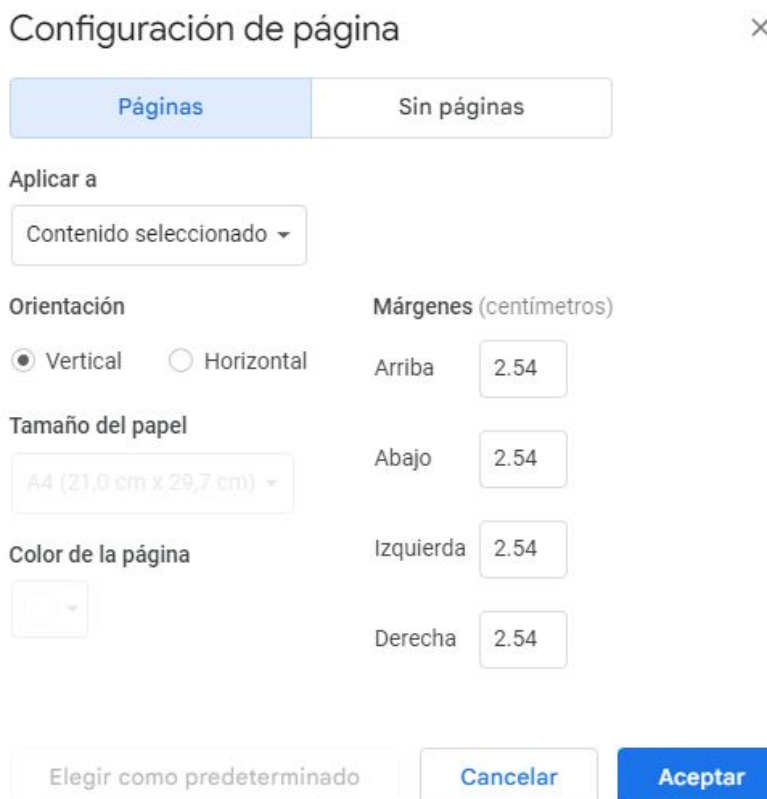 Configuración de página
Páginas
Sin páginas
Aplicar a
Contenido seleccionado
Orientación
Vertical
Horizontal
Tamaño del papel
A4 (21,0 cm x 29,7 cm)
Color de la página
Márgenes (centímetros)
Arriba 2.54
Abajo 2.54
Izquierda 2.54
Derecha 2.54
Elegir como predeterminado
Cancelar
Aceptar